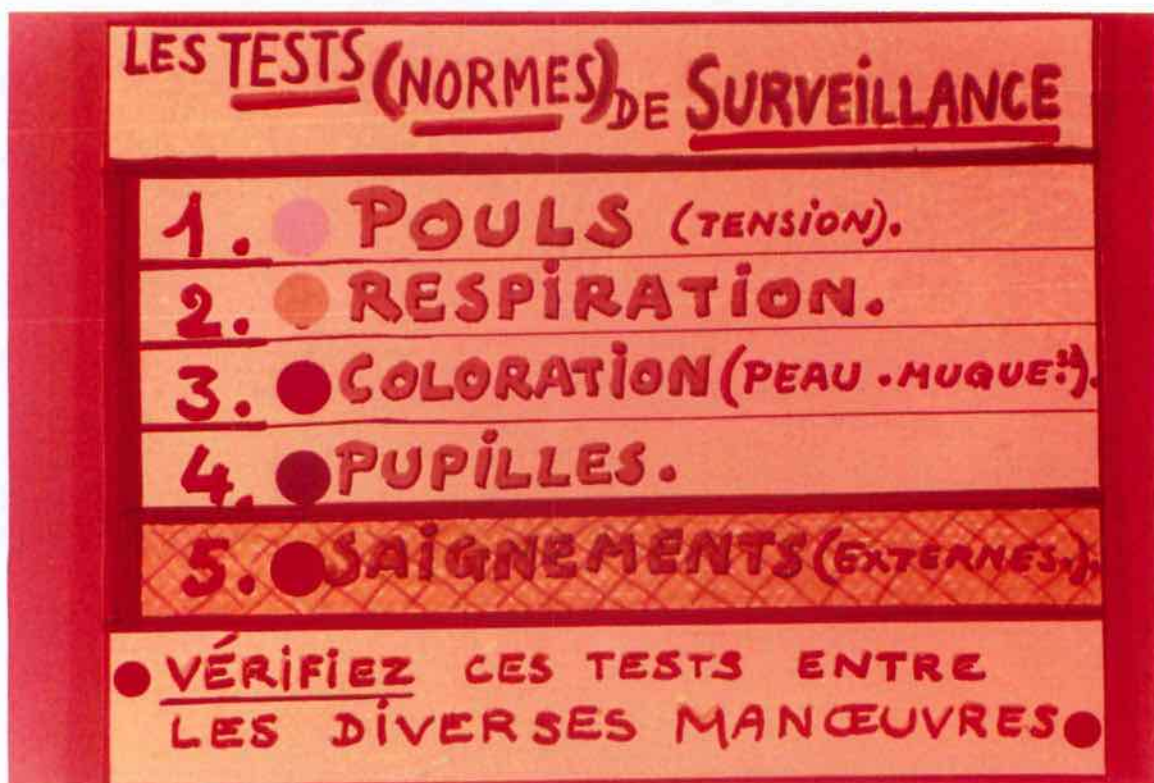 LES TESTS (NORMES) DE SURVEILLANCE
1. POULS (TENSION).
2. RESPIRATION.
3. COLORATION (PEAU . MUQUE.SE).
4. PUPILLES.
5. SAIGNEMENTS (EXTERNES.).
VÉRIFIEZ CES TESTS ENTRE
LES DIVERSES MANŒUVRES